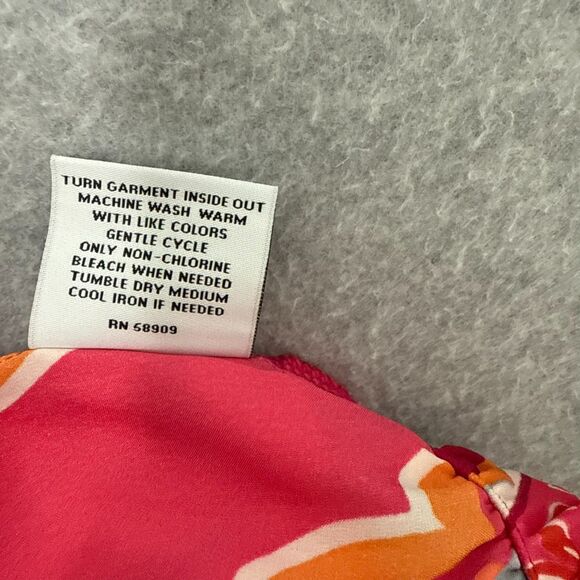 TURN GARMENT INSIDE OUT
MACHINE WASH WARM
WITH LIKE COLORS
GENTLE CYCLE
ONLY NON-CHLORINE
BLEACH WHEN NEEDED
TUMBLE DRY MEDIUM
COOL IRON IF NEEDED
RN 58909